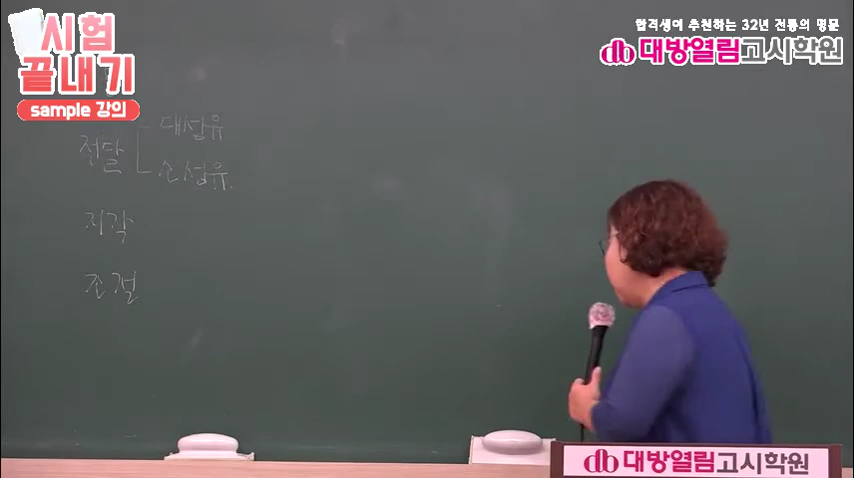 시험
끝내기
sample 강의
합격생이 추천하는 32년 전통의 명문
db 대방열림고시학원
전달
대섬유
소섬유
지각
조절
db 대방열림고시학원